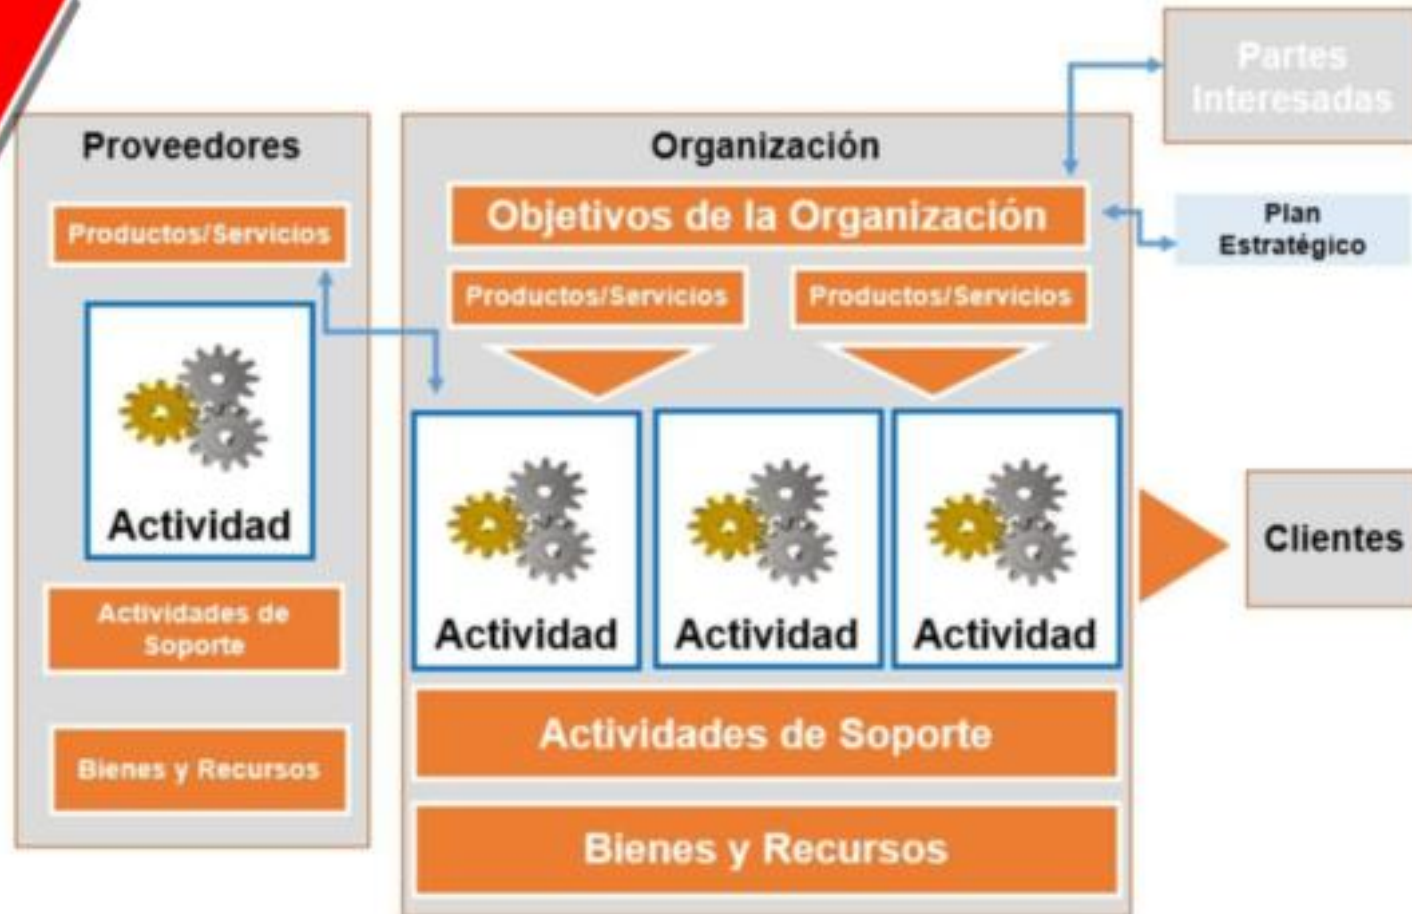 Partes
Interesadas
Proveedores
Organización
Productos/Servicios
Objetivos de la Organización
Plan
Estratégico
Productos/Servicios
Productos/Servicios
Actividad
Clientes
Actividad
Actividad
Actividad
Actividades de
Soporte
Actividades de Soporte
Bienes y Recursos
Bienes y Recursos